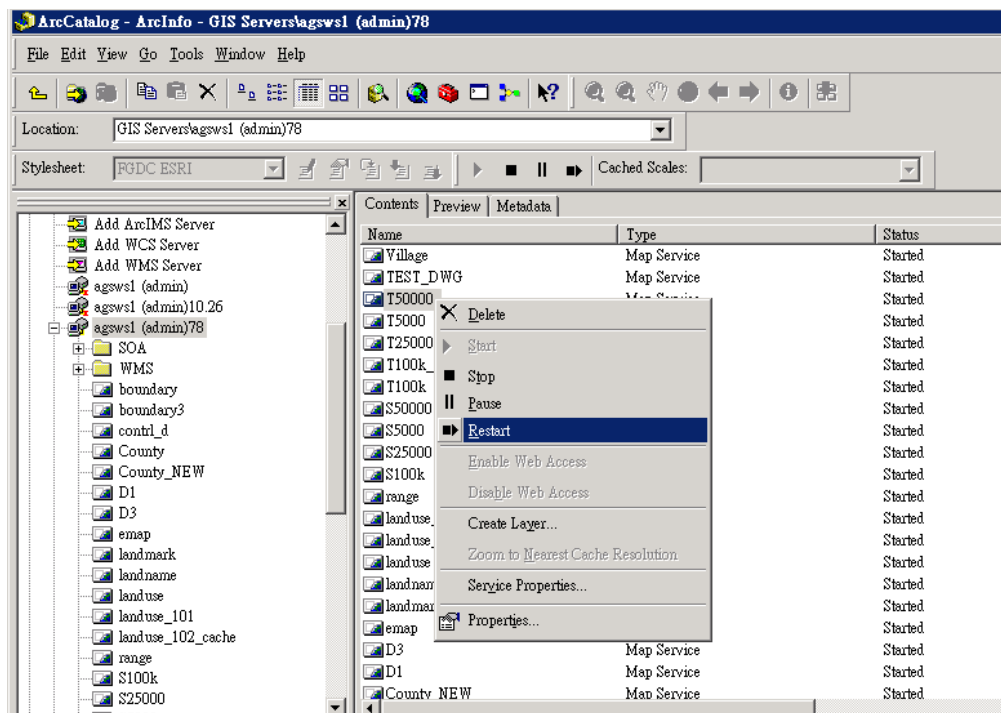 ArcCatalog - ArcInfo - GIS Servers\agsws1 (admin)78
File Edit View Go Tools Window Help
Location: GIS Servers\agsws1 (admin)78
Stylesheet: FGDC ESRI Cached Scales:
Add ArcIMS Server
Add WCS Server
Add WMS Server
agsws1 (admin)
agsws1 (admin)10.26
agsws1 (admin)78
SOA
WMS
boundary
boundary3
contrl_d
County
County_NEW
D1
D3
emap
landmark
landname
landuse
landuse_101
landuse_102_cache
range
S100k
S25000
Contents Preview Metadata
Name Type Status
Village Map Service Started
TEST_DWG Map Service Started
T50000 Map Service Started
T5000 Started
T25000 Started
T100k_ Started
T100k Started
S50000 Started
S5000 Started
S25000 Started
S100k Started
range Started
landuse_ Started
landuse_ Started
landuse Started
landnam Started
landmar Started
emap Started
D3 Map Service Started
D1 Map Service Started
County_NEW Map Service Started
Delete
Start
Stop
Pause
Restart
Enable Web Access
Disable Web Access
Create Layer...
Zoom to Nearest Cache Resolution
Service Properties...
Properties...